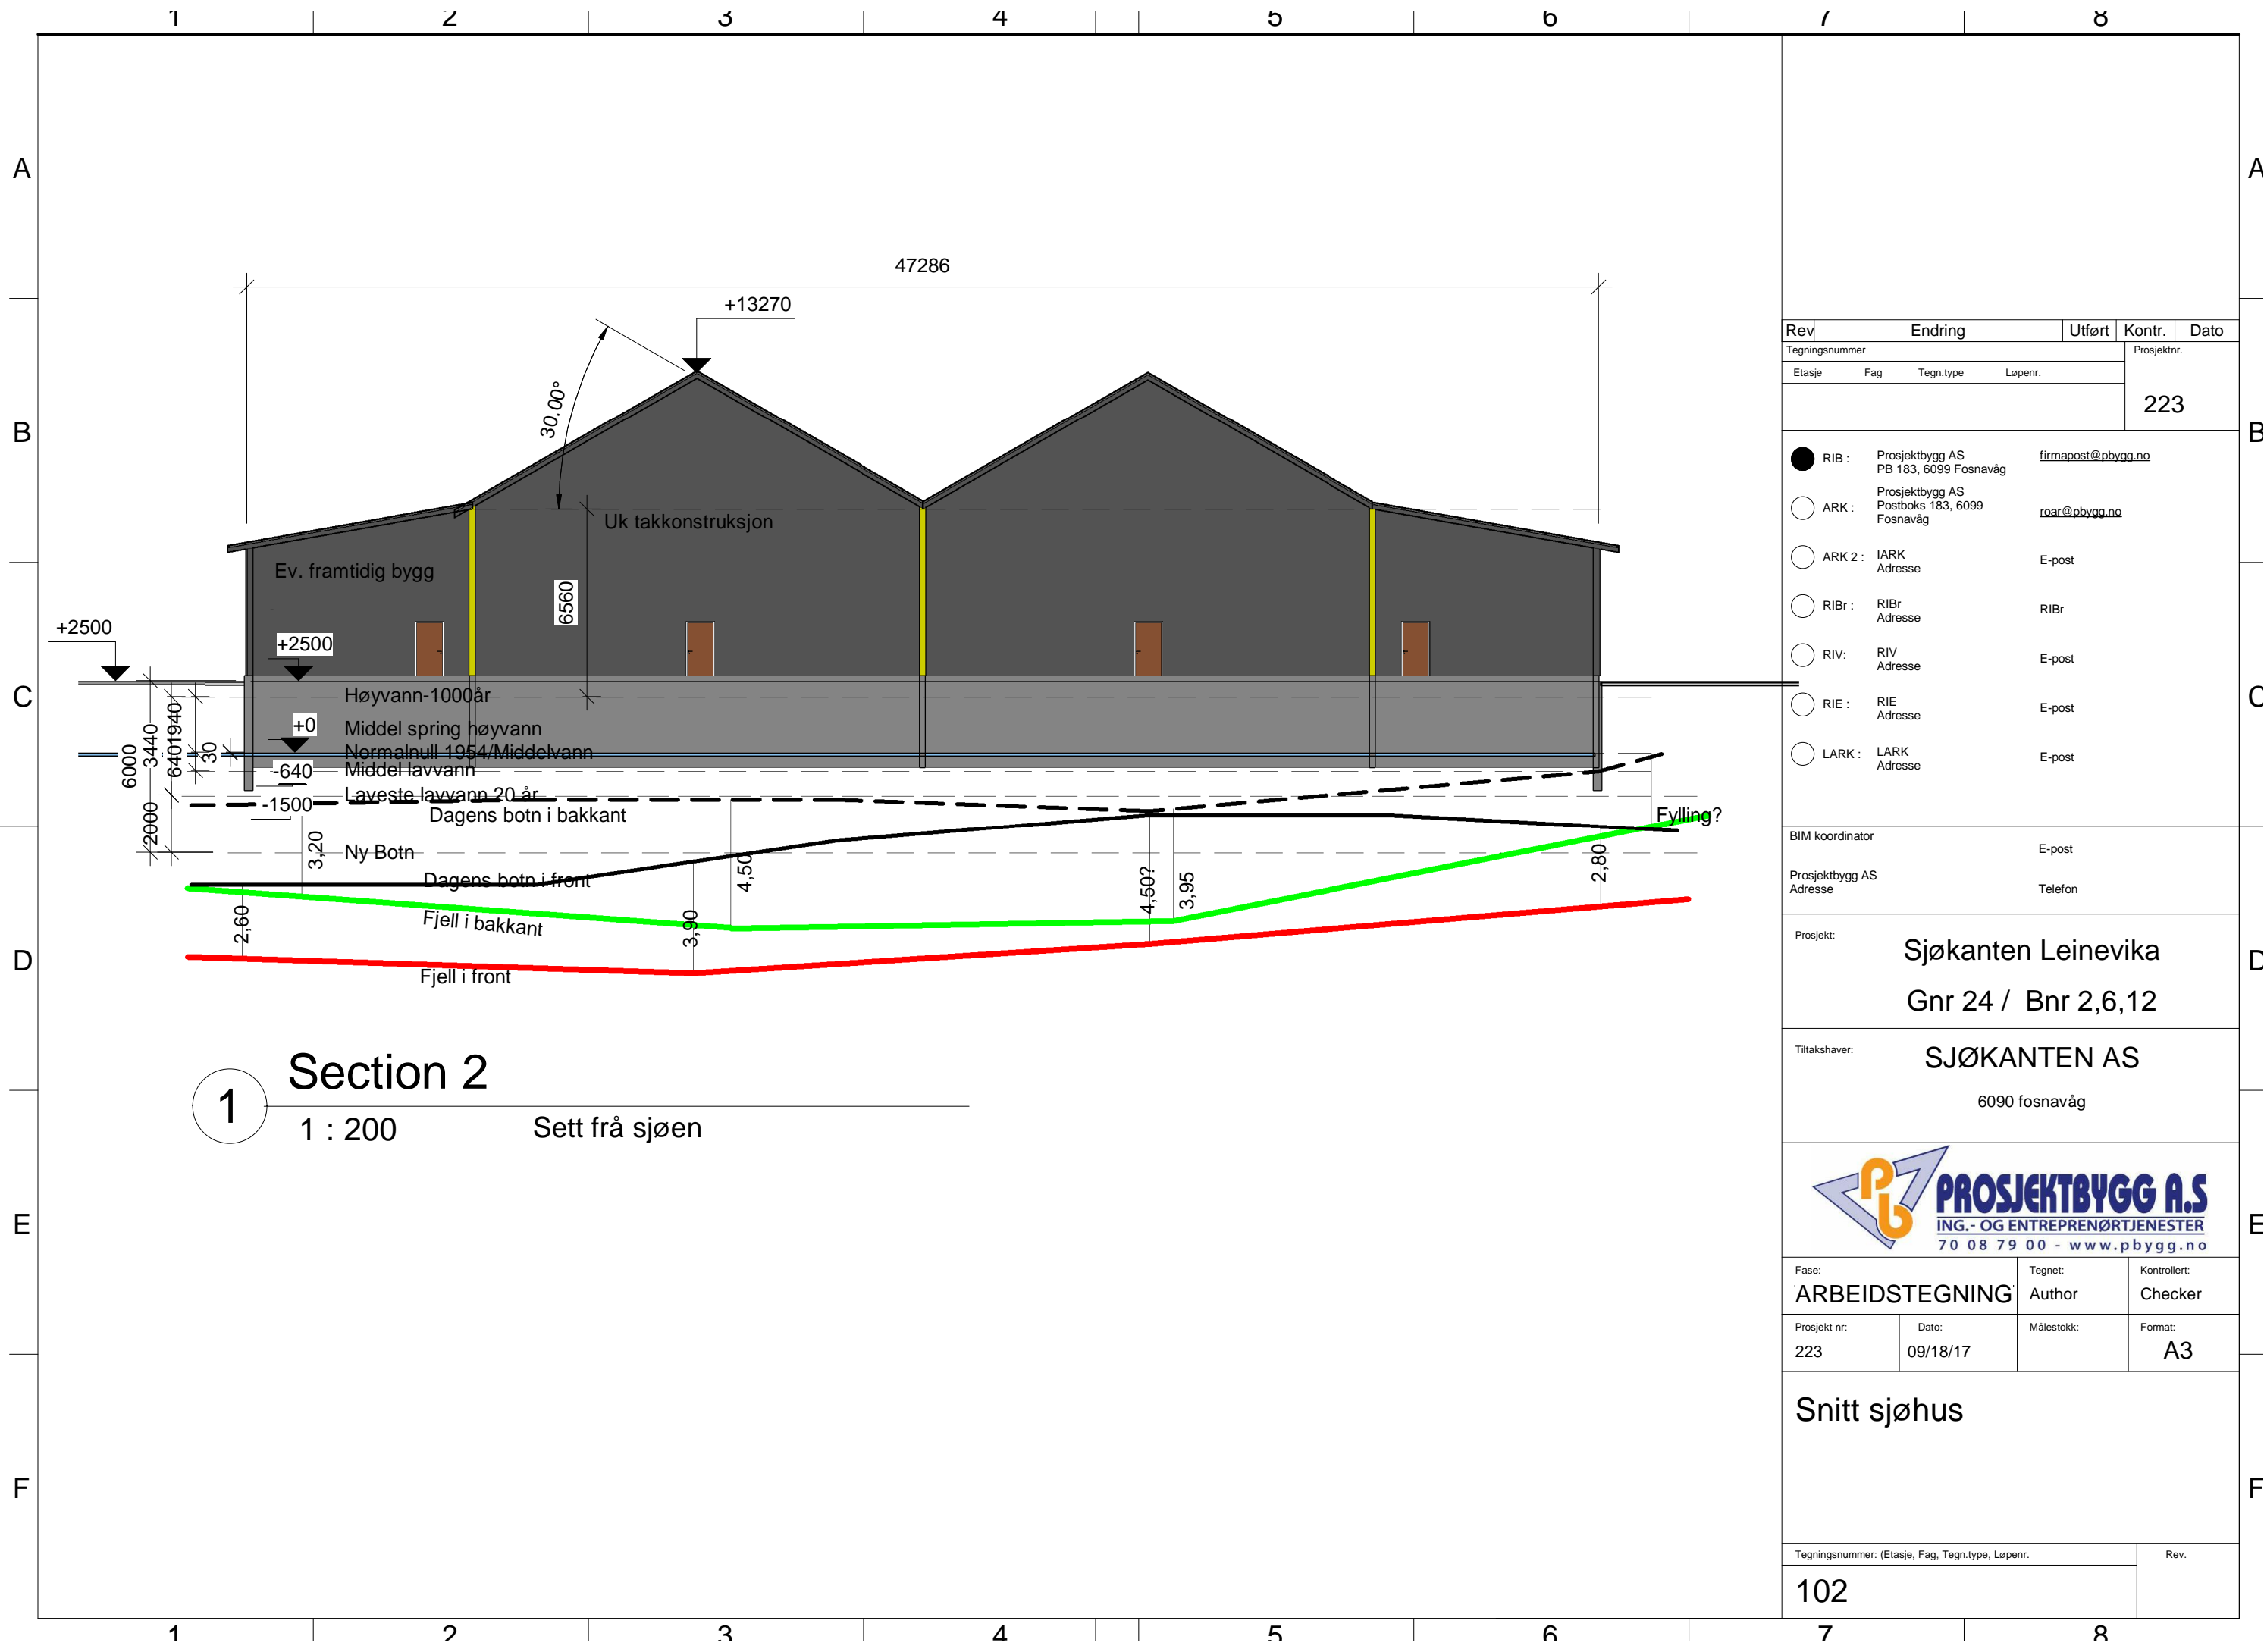 1 2 3 4 5 6 7 8
A A
B B
C C
D D
E E
F F
47286
+13270
30.00°
Uk takkonstruksjon
Ev. framtidig bygg
6560
+2500
+2500
Høyvann-1000år
+0
Middel spring høyvann
Normalnull 1954/Middelvann
-640
Middel lavvann
Laveste lavvann 20 år
-1500
Dagens botn i bakkant
Fylling?
Ny Botn
Dagens botn i front
Fjell i bakkant
Fjell i front
6000
3440
2000
1940
640
30
3,20
2,60
4,50
3,90
4,50?
3,95
2,80
1
Section 2
1 : 200
Sett frå sjøen
Rev Endring Utført Kontr. Dato
Tegningsnummer Prosjektnr.
Etasje Fag Tegn.type Løpenr.
223
RIB : Prosjektbygg AS firmapost@pbygg.no
PB 183, 6099 Fosnavåg
ARK : Prosjektbygg AS
Postboks 183, 6099 roar@pbygg.no
Fosnavåg
ARK 2 : IARK E-post
Adresse
RIBr : RIBr RIBr
Adresse
RIV: RIV E-post
Adresse
RIE : RIE E-post
Adresse
LARK : LARK E-post
Adresse
BIM koordinator
E-post
Prosjektbygg AS
Adresse Telefon
Prosjekt:
Sjøkanten Leinevika
Gnr 24 / Bnr 2,6,12
Tiltakshaver:
SJØKANTEN AS
6090 fosnavåg
Pb
PROSJEKTBYGG A.S
ING.- OG ENTREPRENØRTJENESTER
70 08 79 00 - www.pbygg.no
Fase: Tegnet: Kontrollert:
'ARBEIDSTEGNING' Author Checker
Prosjekt nr: Dato: Målestokk: Format:
223 09/18/17 A3
Snitt sjøhus
Tegningsnummer: (Etasje, Fag, Tegn.type, Løpenr. Rev.
102
1 2 3 4 5 6 7 8